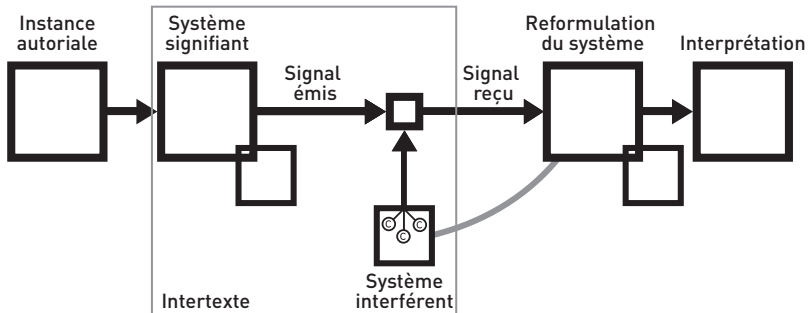 Instance
autoriale
Système
signifiant
Signal
émis
Signal
reçu
Reformulation
du système
Interprétation
C
C
C
Système
interférent
Intertexte